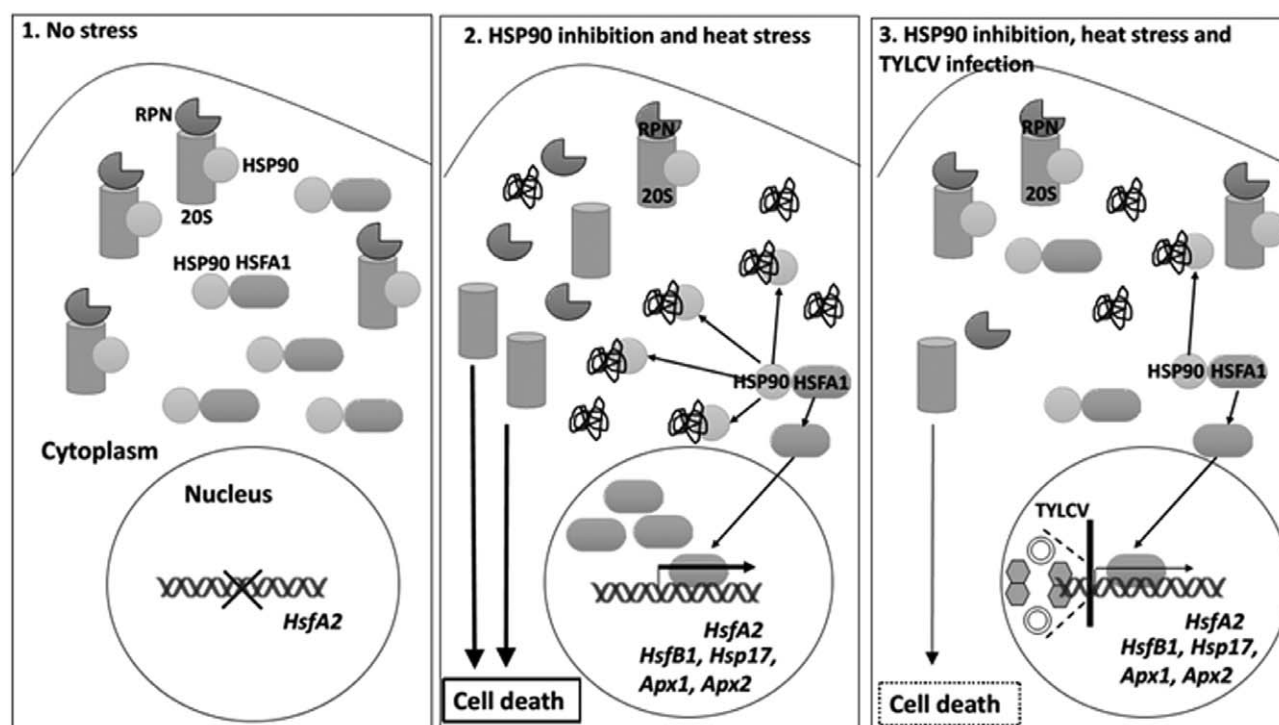 1. No stress
RPN
HSP90
20S
HSP90 HSFA1
Cytoplasm
Nucleus
HsfA2
2. HSP90 inhibition and heat stress
RPN
20S
HSP90 HSFA1
HsfA2
HsfB1, Hsp17,
Apx1, Apx2
Cell death
3. HSP90 inhibition, heat stress and
TYLCV infection
RPN
20S
HSP90 HSFA1
TYLCV
HsfA2
HsfB1, Hsp17,
Apx1, Apx2
Cell death